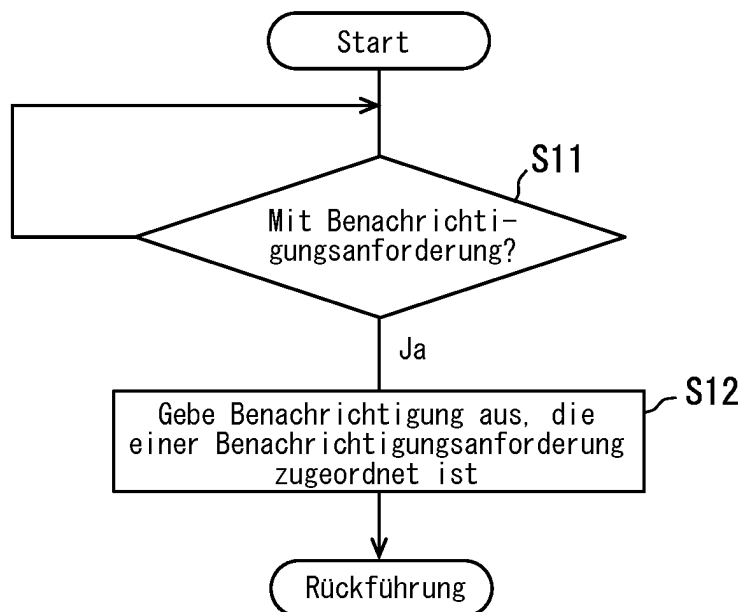 Start
S11
Mit Benachrichti-
gungsanforderung?
Ja
S12
Gebe Benachrichtigung aus, die
einer Benachrichtigungsanforderung
zugeordnet ist
Rückführung